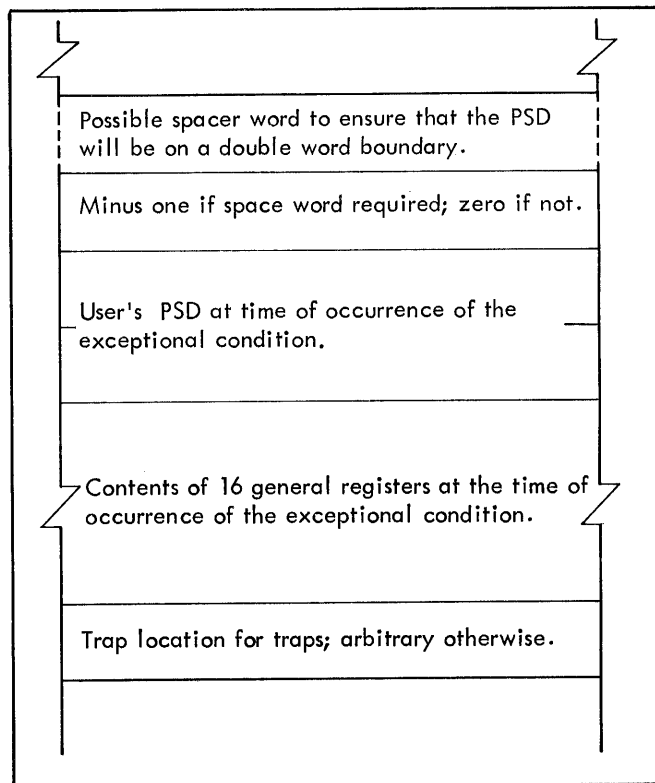 Possible spacer word to ensure that the PSD
will be on a double word boundary.
Minus one if space word required; zero if not.
User's PSD at time of occurrence of the
exceptional condition.
Contents of 16 general registers at the time of
occurrence of the exceptional condition.
Trap location for traps; arbitrary otherwise.